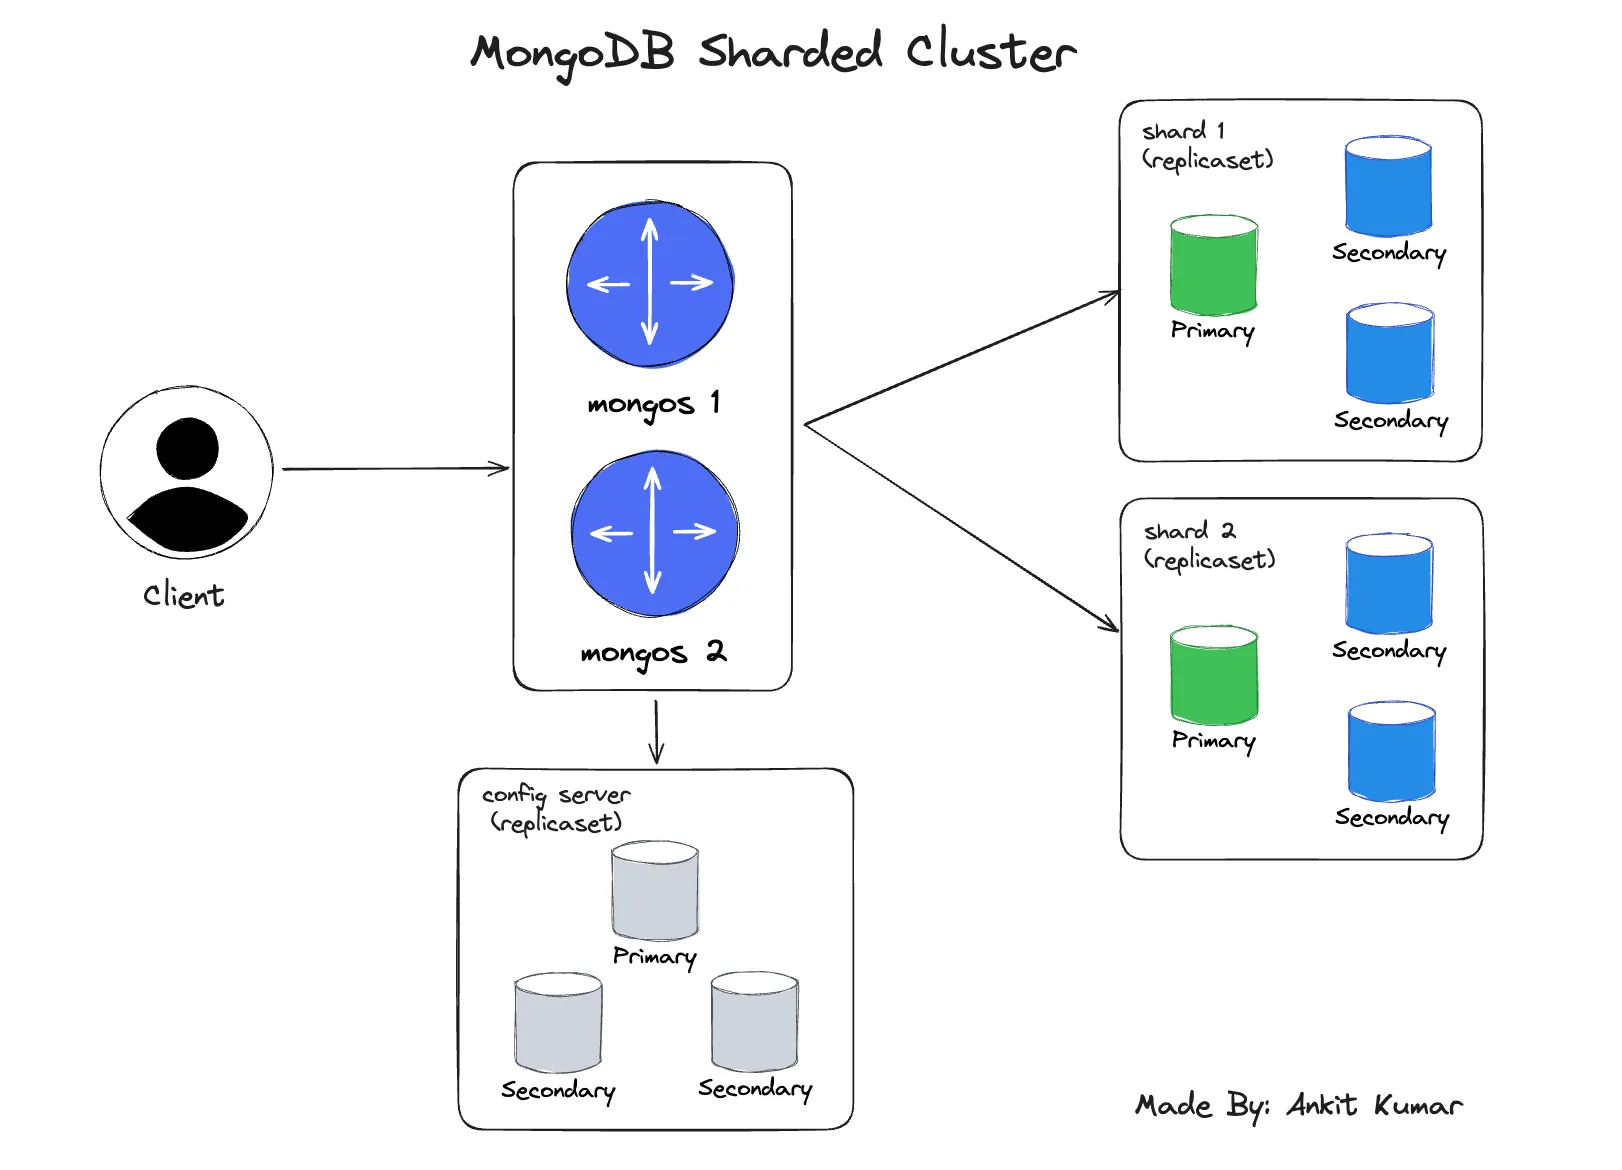 MongoDB Sharded Cluster
Client
mongos 1
mongos 2
shard 1
(replicaset)
Primary
Secondary
Secondary
shard 2
(replicaset)
Primary
Secondary
Secondary
config server
(replicaset)
Primary
Secondary
Secondary
Made By: Ankit Kumar